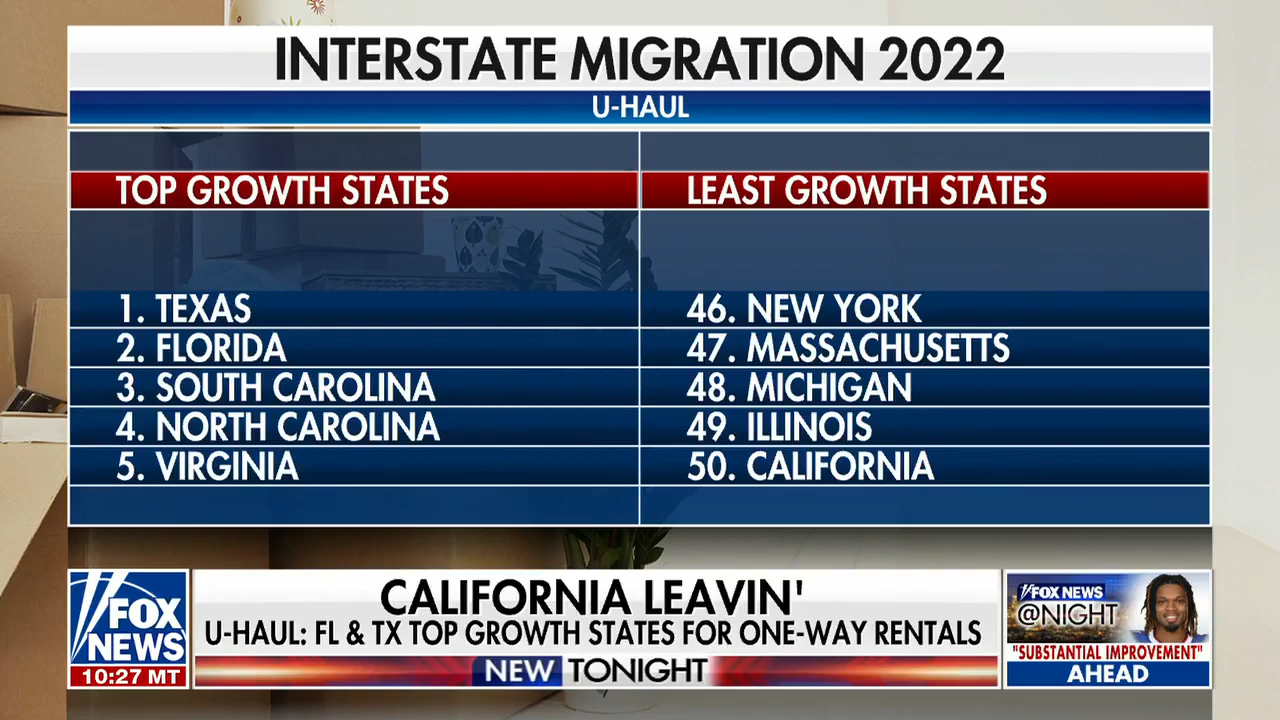 INTERSTATE MIGRATION 2022
U-HAUL
TOP GROWTH STATES
1. TEXAS
2. FLORIDA
3. SOUTH CAROLINA
4. NORTH CAROLINA
5. VIRGINIA
LEAST GROWTH STATES
46. NEW YORK
47. MASSACHUSETTS
48. MICHIGAN
49. ILLINOIS
50. CALIFORNIA
FOX
NEWS
10:27 MT
CALIFORNIA LEAVIN'
U-HAUL: FL & TX TOP GROWTH STATES FOR ONE-WAY RENTALS
NEW TONIGHT
FOX NEWS
@NIGHT
"SUBSTANTIAL IMPROVEMENT"
AHEAD